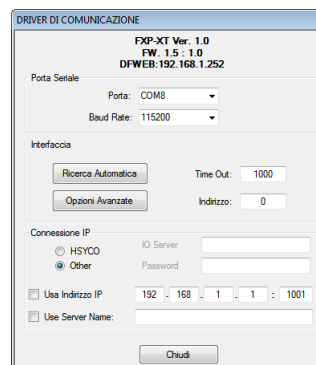 DRIVER DI COMUNICAZIONE
FXP-XT Ver. 1.0
FW. 1.5 : 1.0
DFWEB:192.168.1.252
Porta Seriale
Porta: COM8
Baud Rate: 115200
Interfaccia
Ricerca Automatica Time Out: 1000
Opzioni Avanzate Indirizzo: 0
Connessione IP
HSYCO IO Server
Other Password
Usa Indirizzo IP 192 . 168 . 1 . 1 : 1001
Use Server Name:
Chiudi